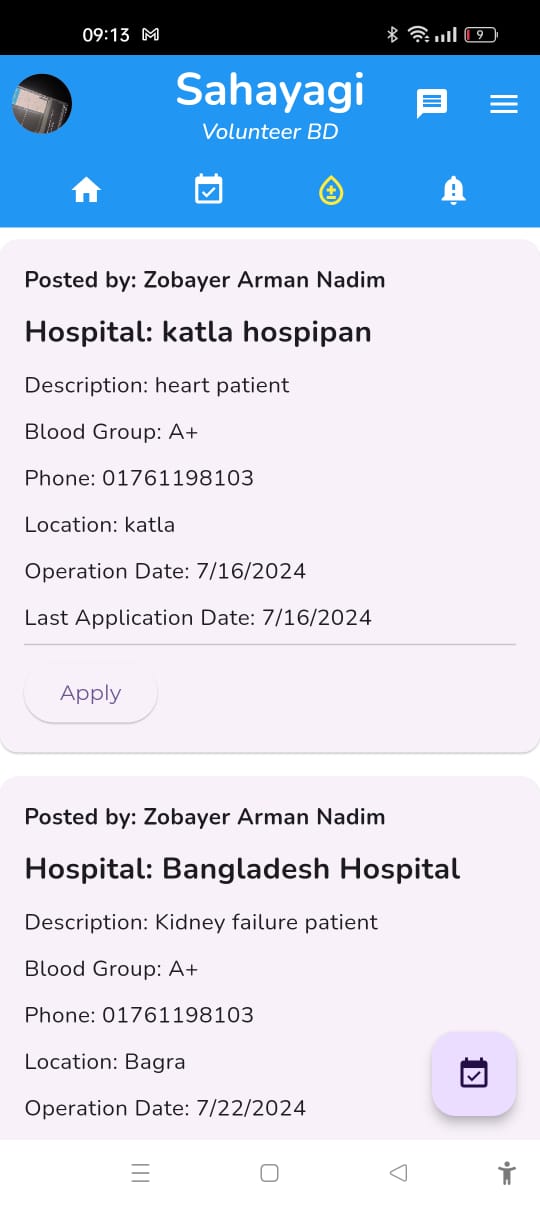 09:13
9
Sahayagi
Volunteer BD
Posted by: Zobayer Arman Nadim
Hospital: katla hospipan
Description: heart patient
Blood Group: A+
Phone: 01761198103
Location: katla
Operation Date: 7/16/2024
Last Application Date: 7/16/2024
Apply
Posted by: Zobayer Arman Nadim
Hospital: Bangladesh Hospital
Description: Kidney failure patient
Blood Group: A+
Phone: 01761198103
Location: Bagra
Operation Date: 7/22/2024